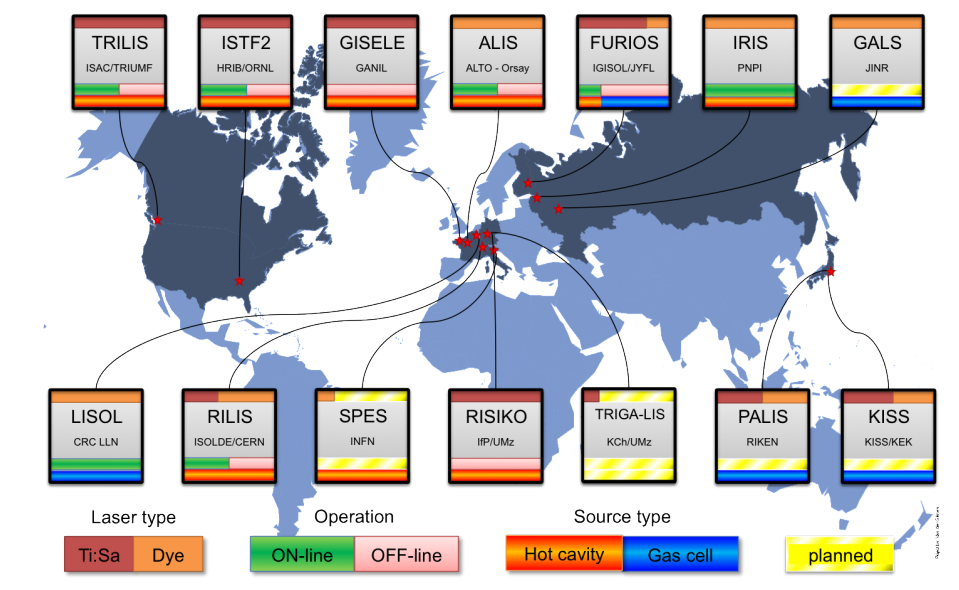 TRILIS
ISAC/TRIUMF
ISTF2
HRIB/ORNL
GISELE
GANIL
ALIS
ALTO - Orsay
FURIOS
IGISOL/JYFL
IRIS
PNPI
GALS
JINR
LISOL
CRC LLN
RILIS
ISOLDE/CERN
SPES
INFN
RISIKO
IfP/UMz
TRIGA-LIS
KCh/UMz
PALIS
RIKEN
KISS
KISS/KEK
Laser type
Operation
Source type
Ti:Sa
Dye
ON-line
OFF-line
Hot cavity
Gas cell
planned